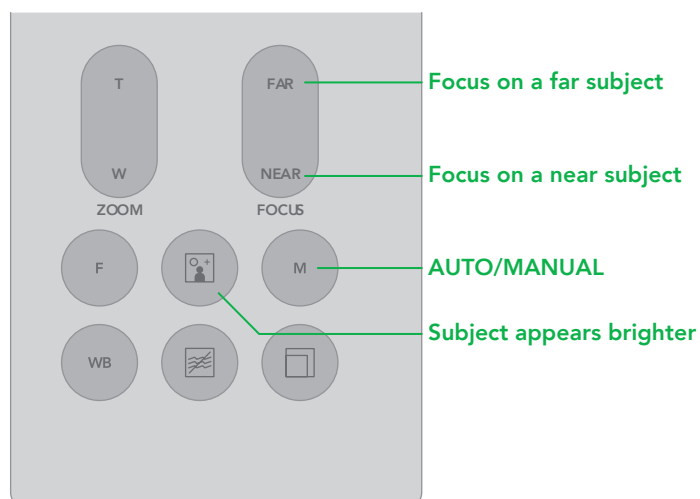 T
FAR
Focus on a far subject
W
NEAR
Focus on a near subject
ZOOM
FOCUS
F
M
AUTO/MANUAL
Subject appears brighter
WB